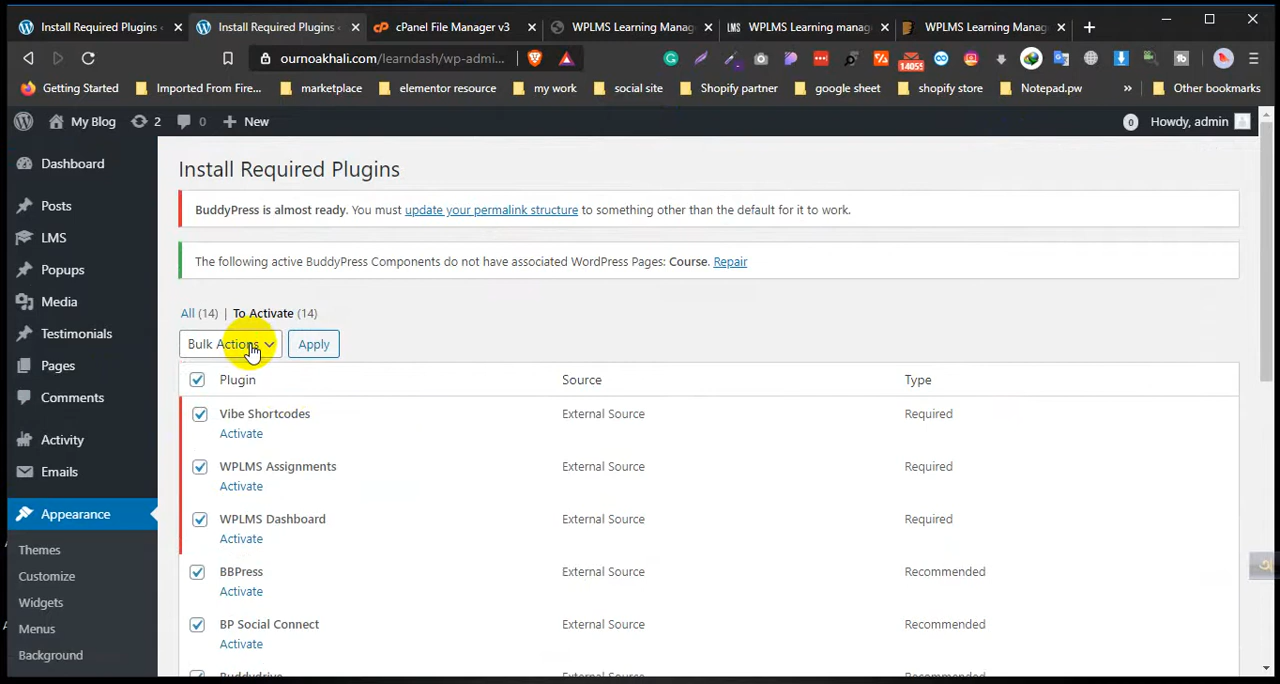 Install Required Plugins
Install Required Plugins
cPanel File Manager v3
WPLMS Learning Manag
LMS WPLMS Learning manag
WPLMS Learning Manag
ournoakhali.com/learndash/wp-admi...
14055
Getting Started
Imported From Fire...
marketplace
elementor resource
my work
social site
Shopify partner
google sheet
shopify store
Notepad.pw
»
Other bookmarks
My Blog
2
0
+ New
0
Howdy, admin
Dashboard
Posts
LMS
Popups
Media
Testimonials
Pages
Comments
Activity
Emails
Appearance
Themes
Customize
Widgets
Menus
Background
Install Required Plugins
BuddyPress is almost ready. You must update your permalink structure to something other than the default for it to work.
The following active BuddyPress Components do not have associated WordPress Pages: Course. Repair
All (14) | To Activate (14)
Bulk Actions
Apply
Plugin Source Type
Vibe Shortcodes External Source Required
Activate
WPLMS Assignments External Source Required
Activate
WPLMS Dashboard External Source Required
Activate
BBPress External Source Recommended
Activate
BP Social Connect External Source Recommended
Activate